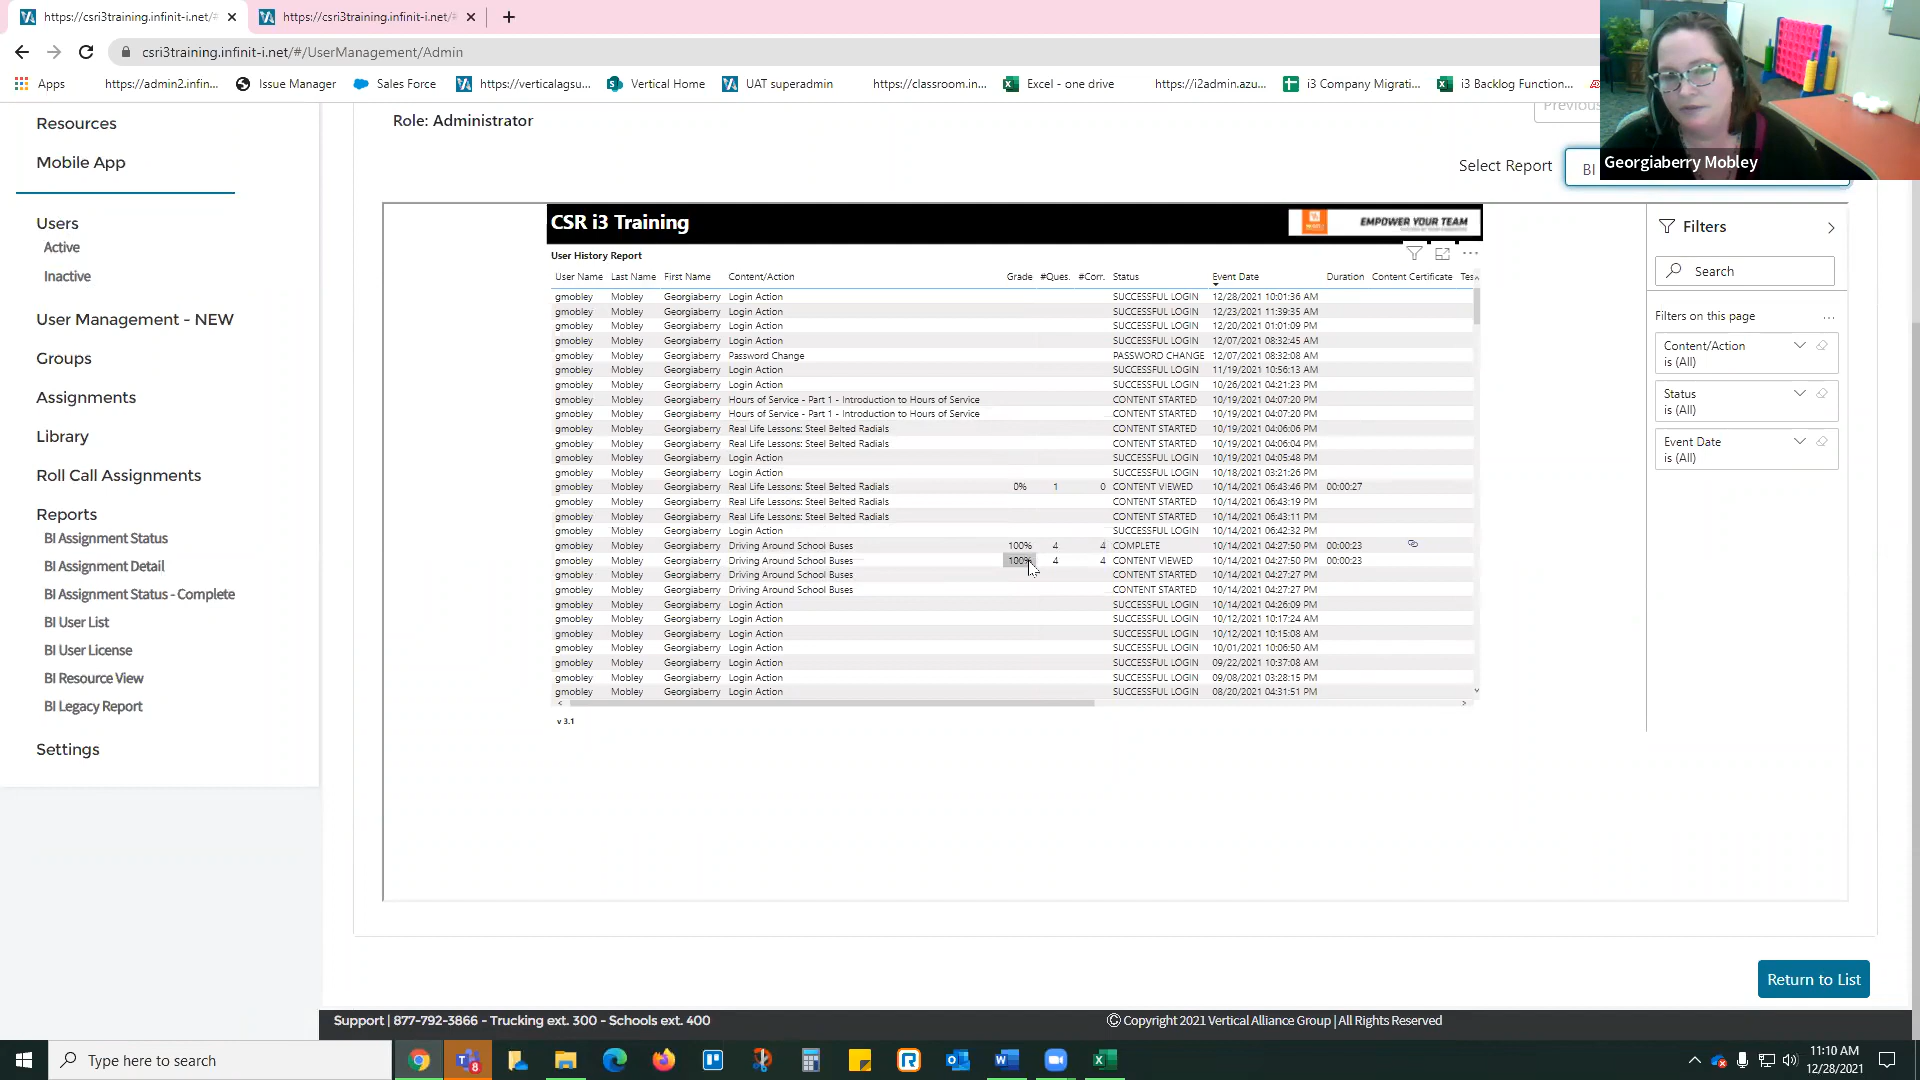 https://csri3training.infinit-i.net/#
https://csri3training.infinit-i.net/#
csri3training.infinit-i.net/#/UserManagement/Admin
Apps
https://admin2.infin...
Issue Manager
Sales Force
https://verticalagsu...
Vertical Home
UAT superadmin
https://classroom.in...
Excel - one drive
https://i2admin.azu...
i3 Company Migrati...
i3 Backlog Function...
Georgiaberry Mobley
Resources
Mobile App
Users
Active
Inactive
User Management - NEW
Groups
Assignments
Library
Roll Call Assignments
Reports
BI Assignment Status
BI Assignment Detail
BI Assignment Status - Complete
BI User List
BI User License
BI Resource View
BI Legacy Report
Settings
Role: Administrator
Previous
Select Report
BI
CSR i3 Training
EMPOWER YOUR TEAM
User History Report
User Name Last Name First Name Content/Action Grade #Ques. #Corr. Status Event Date Duration Content Certificate Tes
gmobley Mobley Georgiaberry Login Action SUCCESSFUL LOGIN 12/28/2021 10:01:36 AM
gmobley Mobley Georgiaberry Login Action SUCCESSFUL LOGIN 12/23/2021 11:39:35 AM
gmobley Mobley Georgiaberry Login Action SUCCESSFUL LOGIN 12/20/2021 01:01:09 PM
gmobley Mobley Georgiaberry Login Action SUCCESSFUL LOGIN 12/07/2021 08:32:45 AM
gmobley Mobley Georgiaberry Password Change PASSWORD CHANGE 12/07/2021 08:32:08 AM
gmobley Mobley Georgiaberry Login Action SUCCESSFUL LOGIN 11/19/2021 10:56:13 AM
gmobley Mobley Georgiaberry Login Action SUCCESSFUL LOGIN 10/26/2021 04:21:23 PM
gmobley Mobley Georgiaberry Hours of Service - Part 1 - Introduction to Hours of Service CONTENT STARTED 10/19/2021 04:07:20 PM
gmobley Mobley Georgiaberry Hours of Service - Part 1 - Introduction to Hours of Service CONTENT STARTED 10/19/2021 04:07:20 PM
gmobley Mobley Georgiaberry Real Life Lessons: Steel Belted Radials CONTENT STARTED 10/19/2021 04:06:06 PM
gmobley Mobley Georgiaberry Real Life Lessons: Steel Belted Radials CONTENT STARTED 10/19/2021 04:06:04 PM
gmobley Mobley Georgiaberry Login Action SUCCESSFUL LOGIN 10/19/2021 04:05:48 PM
gmobley Mobley Georgiaberry Login Action SUCCESSFUL LOGIN 10/18/2021 03:21:26 PM
gmobley Mobley Georgiaberry Real Life Lessons: Steel Belted Radials 0% 1 0 CONTENT VIEWED 10/14/2021 06:43:46 PM 00:00:27
gmobley Mobley Georgiaberry Real Life Lessons: Steel Belted Radials CONTENT STARTED 10/14/2021 06:43:19 PM
gmobley Mobley Georgiaberry Real Life Lessons: Steel Belted Radials CONTENT STARTED 10/14/2021 06:43:11 PM
gmobley Mobley Georgiaberry Login Action SUCCESSFUL LOGIN 10/14/2021 06:42:32 PM
gmobley Mobley Georgiaberry Driving Around School Buses 100% 4 4 COMPLETE 10/14/2021 04:27:50 PM 00:00:23
gmobley Mobley Georgiaberry Driving Around School Buses 100% 4 4 CONTENT VIEWED 10/14/2021 04:27:50 PM 00:00:23
gmobley Mobley Georgiaberry Driving Around School Buses CONTENT STARTED 10/14/2021 04:27:27 PM
gmobley Mobley Georgiaberry Driving Around School Buses CONTENT STARTED 10/14/2021 04:27:27 PM
gmobley Mobley Georgiaberry Login Action SUCCESSFUL LOGIN 10/14/2021 04:26:09 PM
gmobley Mobley Georgiaberry Login Action SUCCESSFUL LOGIN 10/12/2021 10:17:24 AM
gmobley Mobley Georgiaberry Login Action SUCCESSFUL LOGIN 10/12/2021 10:15:08 AM
gmobley Mobley Georgiaberry Login Action SUCCESSFUL LOGIN 10/01/2021 10:06:50 AM
gmobley Mobley Georgiaberry Login Action SUCCESSFUL LOGIN 09/22/2021 10:37:08 AM
gmobley Mobley Georgiaberry Login Action SUCCESSFUL LOGIN 09/08/2021 03:28:15 PM
gmobley Mobley Georgiaberry Login Action SUCCESSFUL LOGIN 08/20/2021 04:31:51 PM
v 3.1
Filters
Search
Filters on this page
Content/Action
is (All)
Status
is (All)
Event Date
is (All)
Return to List
Support | 877-792-3866 - Trucking ext. 300 - Schools ext. 400
© Copyright 2021 Vertical Alliance Group | All Rights Reserved
Type here to search
8
11:10 AM
12/28/2021